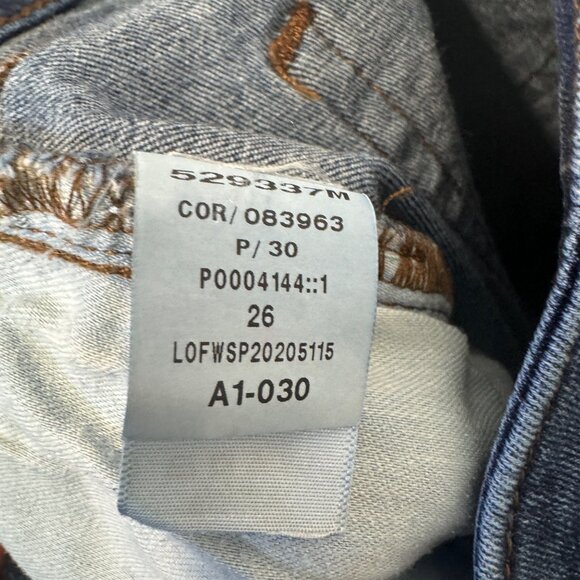 529337M
COR/083963
P/30
P0004144::1
26
LOFWSP20205115
A1-030